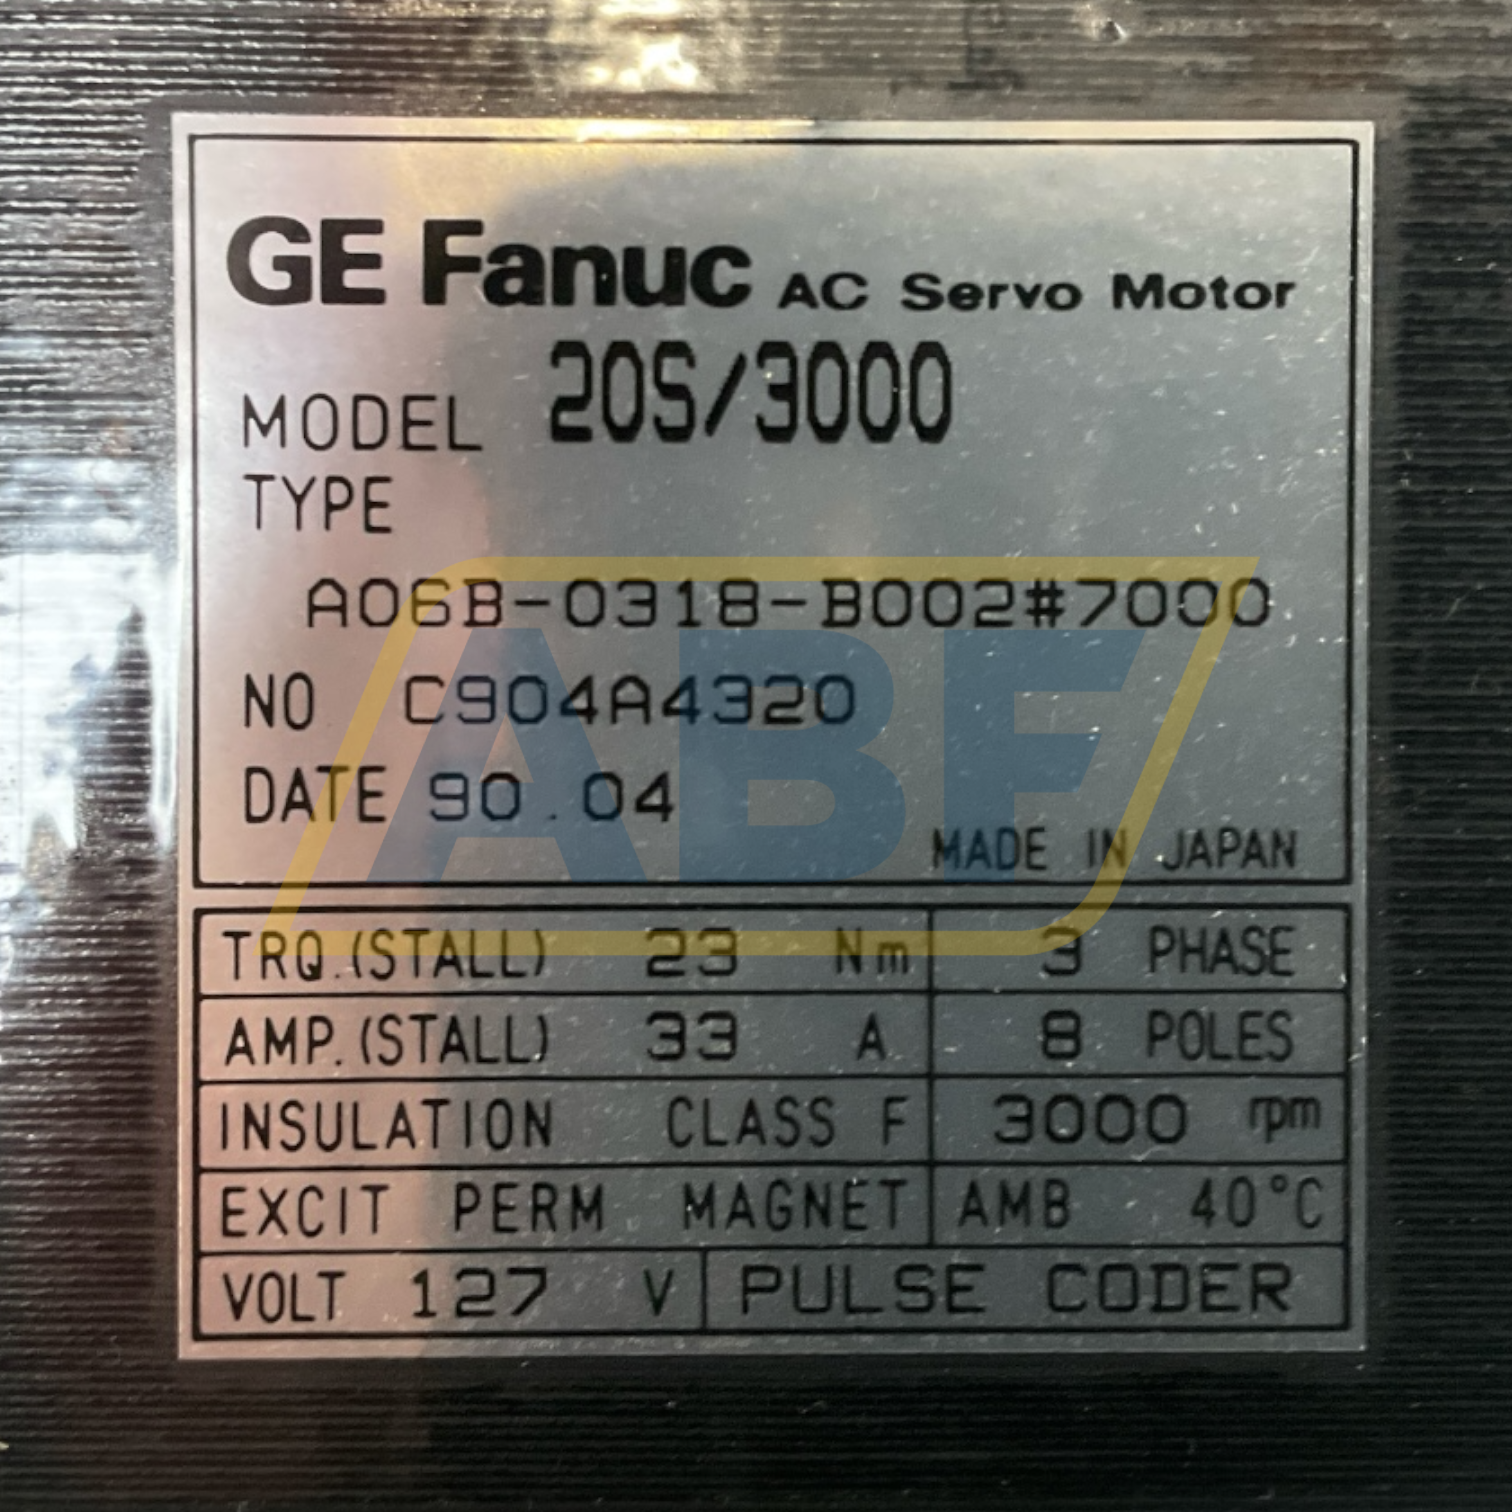 GE Fanuc AC Servo Motor
MODEL 20S/3000
TYPE
A06B-0318-B002#7000
NO C904A4320
DATE 90.04
MADE IN JAPAN
TRQ.(STALL) 23 Nm 3 PHASE
AMP.(STALL) 33 A 8 POLES
INSULATION CLASS F 3000 rpm
EXCIT PERM MAGNET AMB 40°C
VOLT 127 V PULSE CODER
ABF